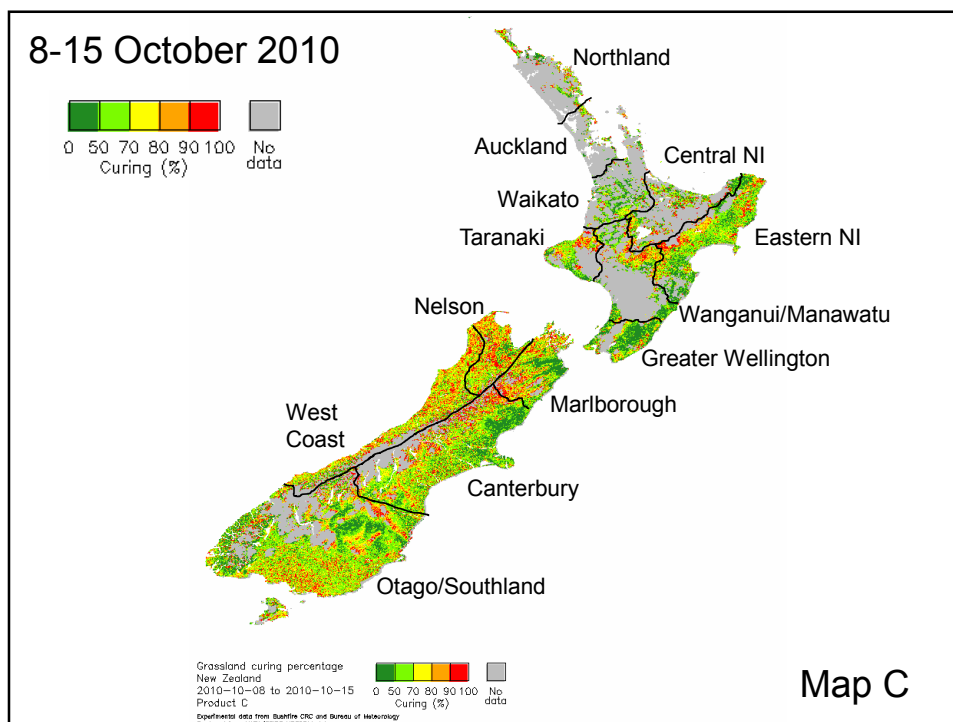 8-15 October 2010
0 50 70 80 90 100
Curing (%)
No
data
Northland
Auckland
Central NI
Waikato
Taranaki
Eastern NI
Nelson
Wanganui/Manawatu
Greater Wellington
Marlborough
West
Coast
Canterbury
Otago/Southland
Grassland curing percentage
New Zealand
2010-10-08 to 2010-10-15
Product C
0 50 70 80 90 100
Curing (%)
No
data
Experimental data from Bushfire CRC and Bureau of Meteorology
Map C